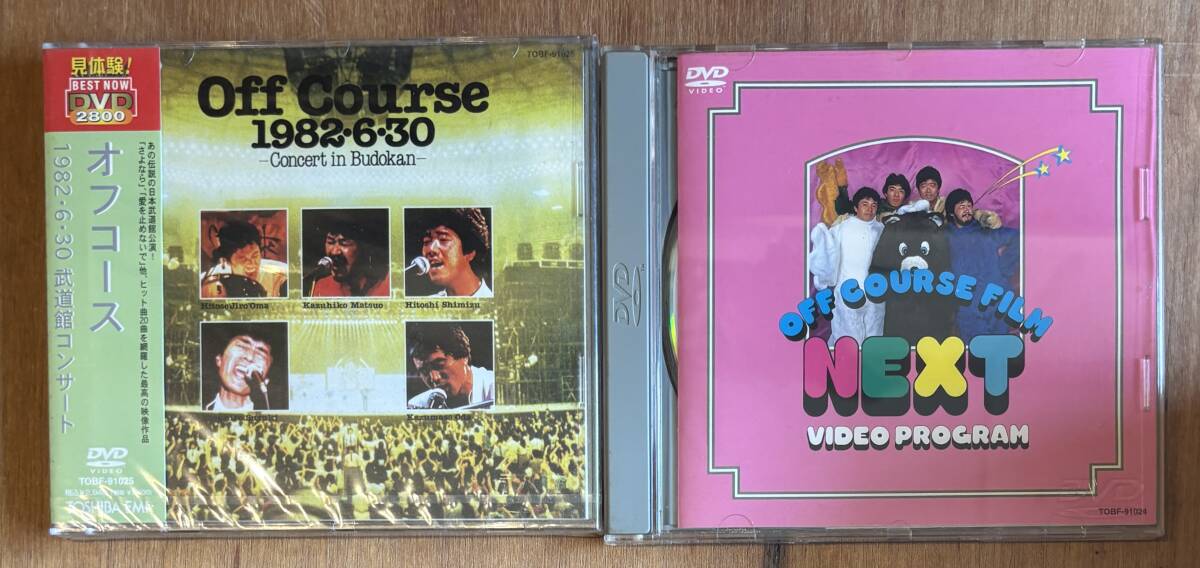 見体験!
BEST NOW
DVD
2800
オフコース
1982・6・30 武道館コンサート
あの伝説の日本武道館公演!
「さよなら」、「愛を止めないで」他、ヒット曲20曲を網羅した最高の映像作品
DVD
VIDEO
TOBF-91025
TOSHIBA EMI
TOBF-91025
Off Course
1982・6・30
-Concert in Budokan-
Kazuhiko Matsuo
Hitoshi Shimizu
DVD
DVD
VIDEO
OFF COURSE FILM
NEXT
VIDEO PROGRAM
DVD
TOBF-91024